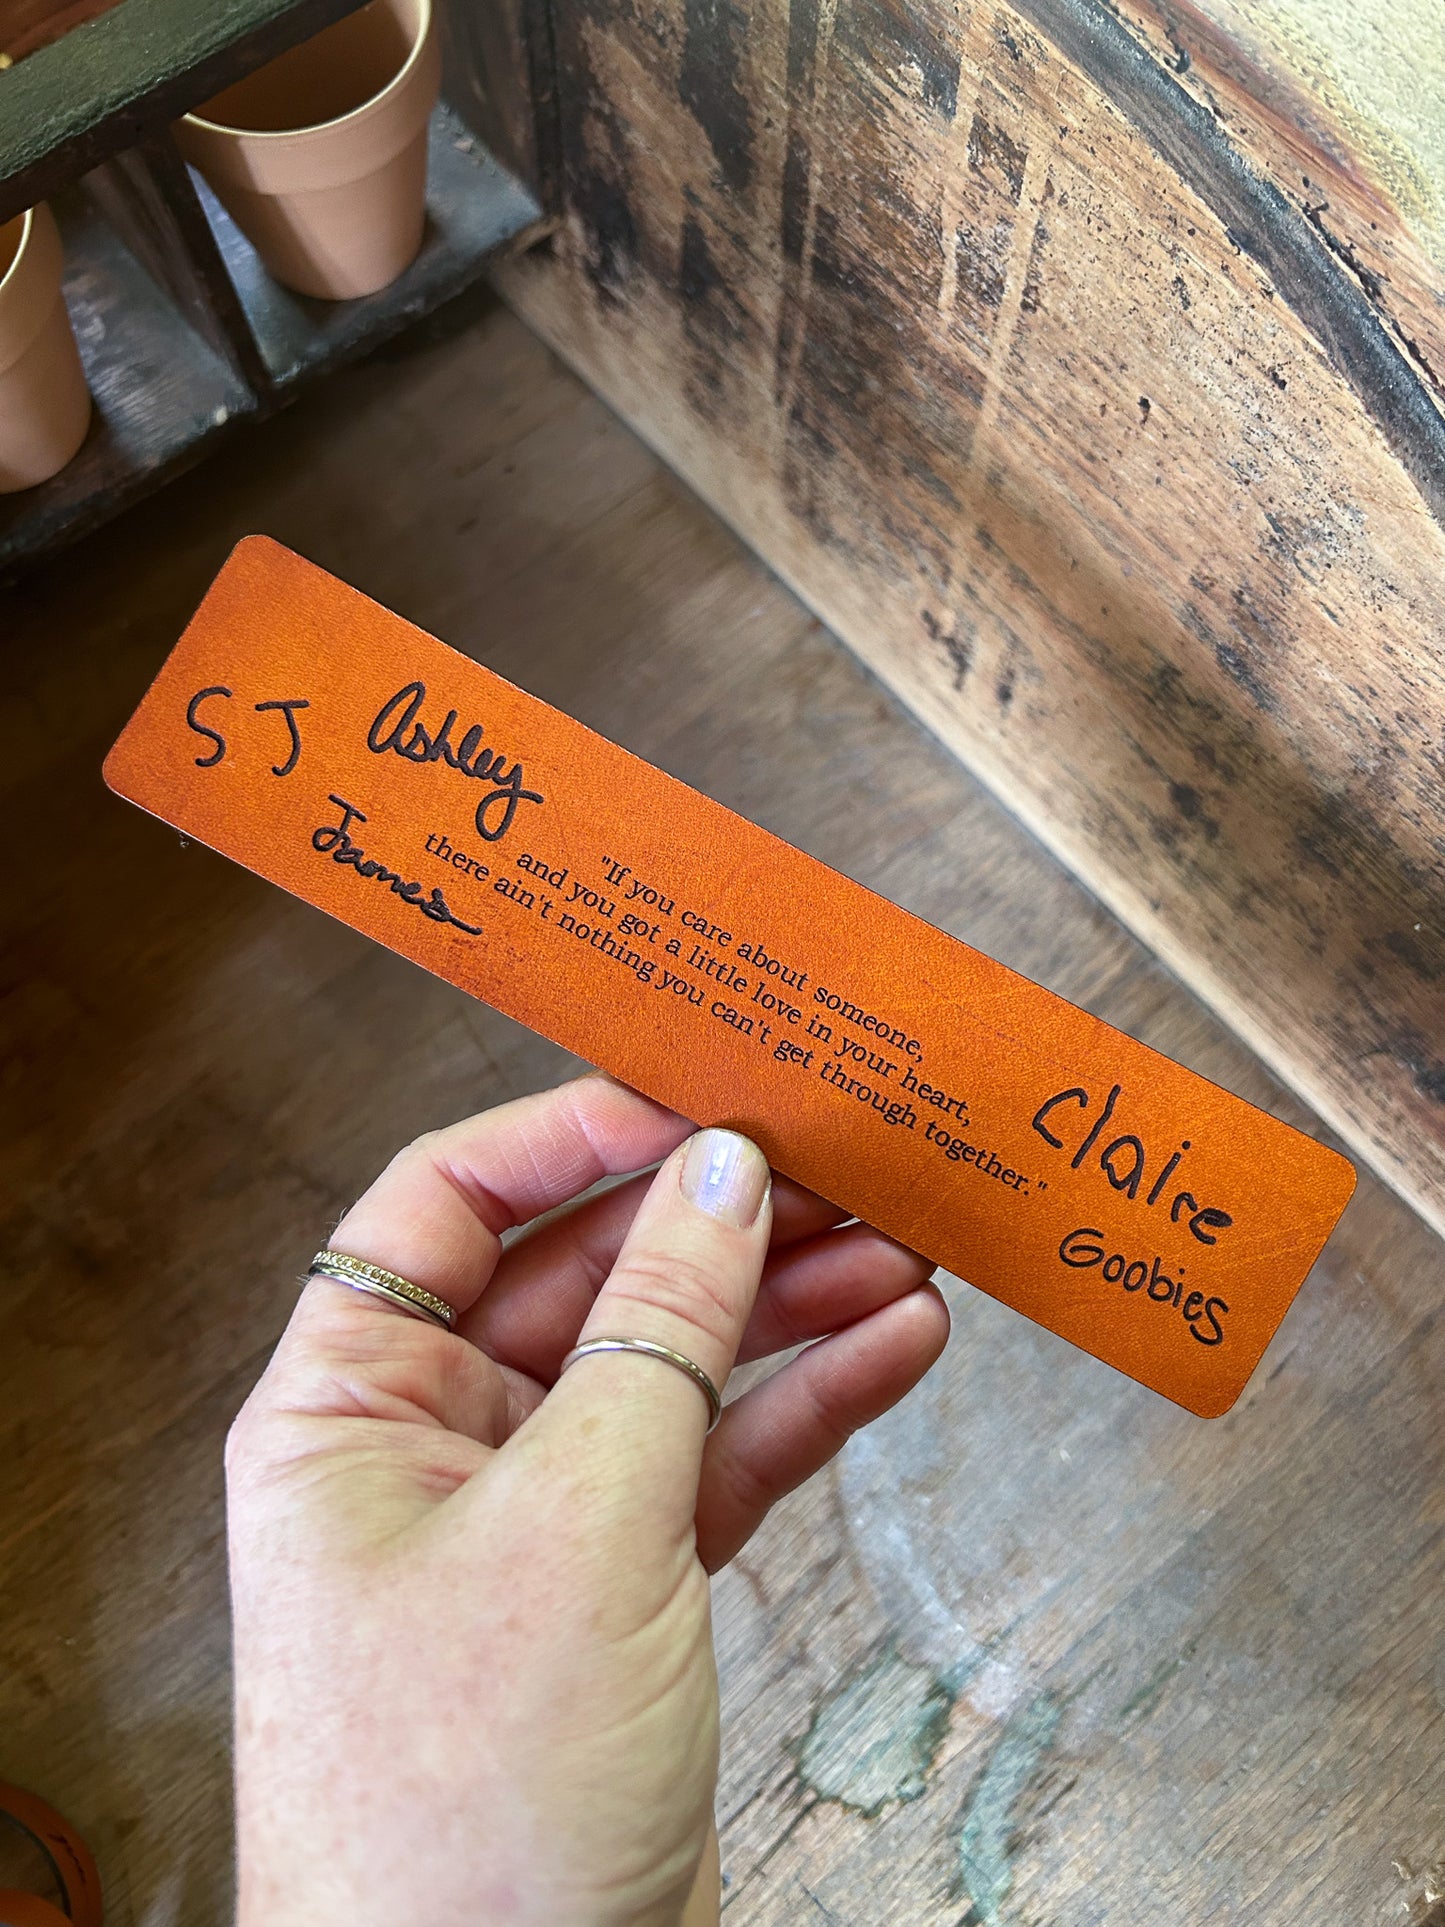 SJ
Ashley
James
"If you care about someone,
and you got a little love in your heart,
there ain't nothing you can't get through together."
Claire
Goobies